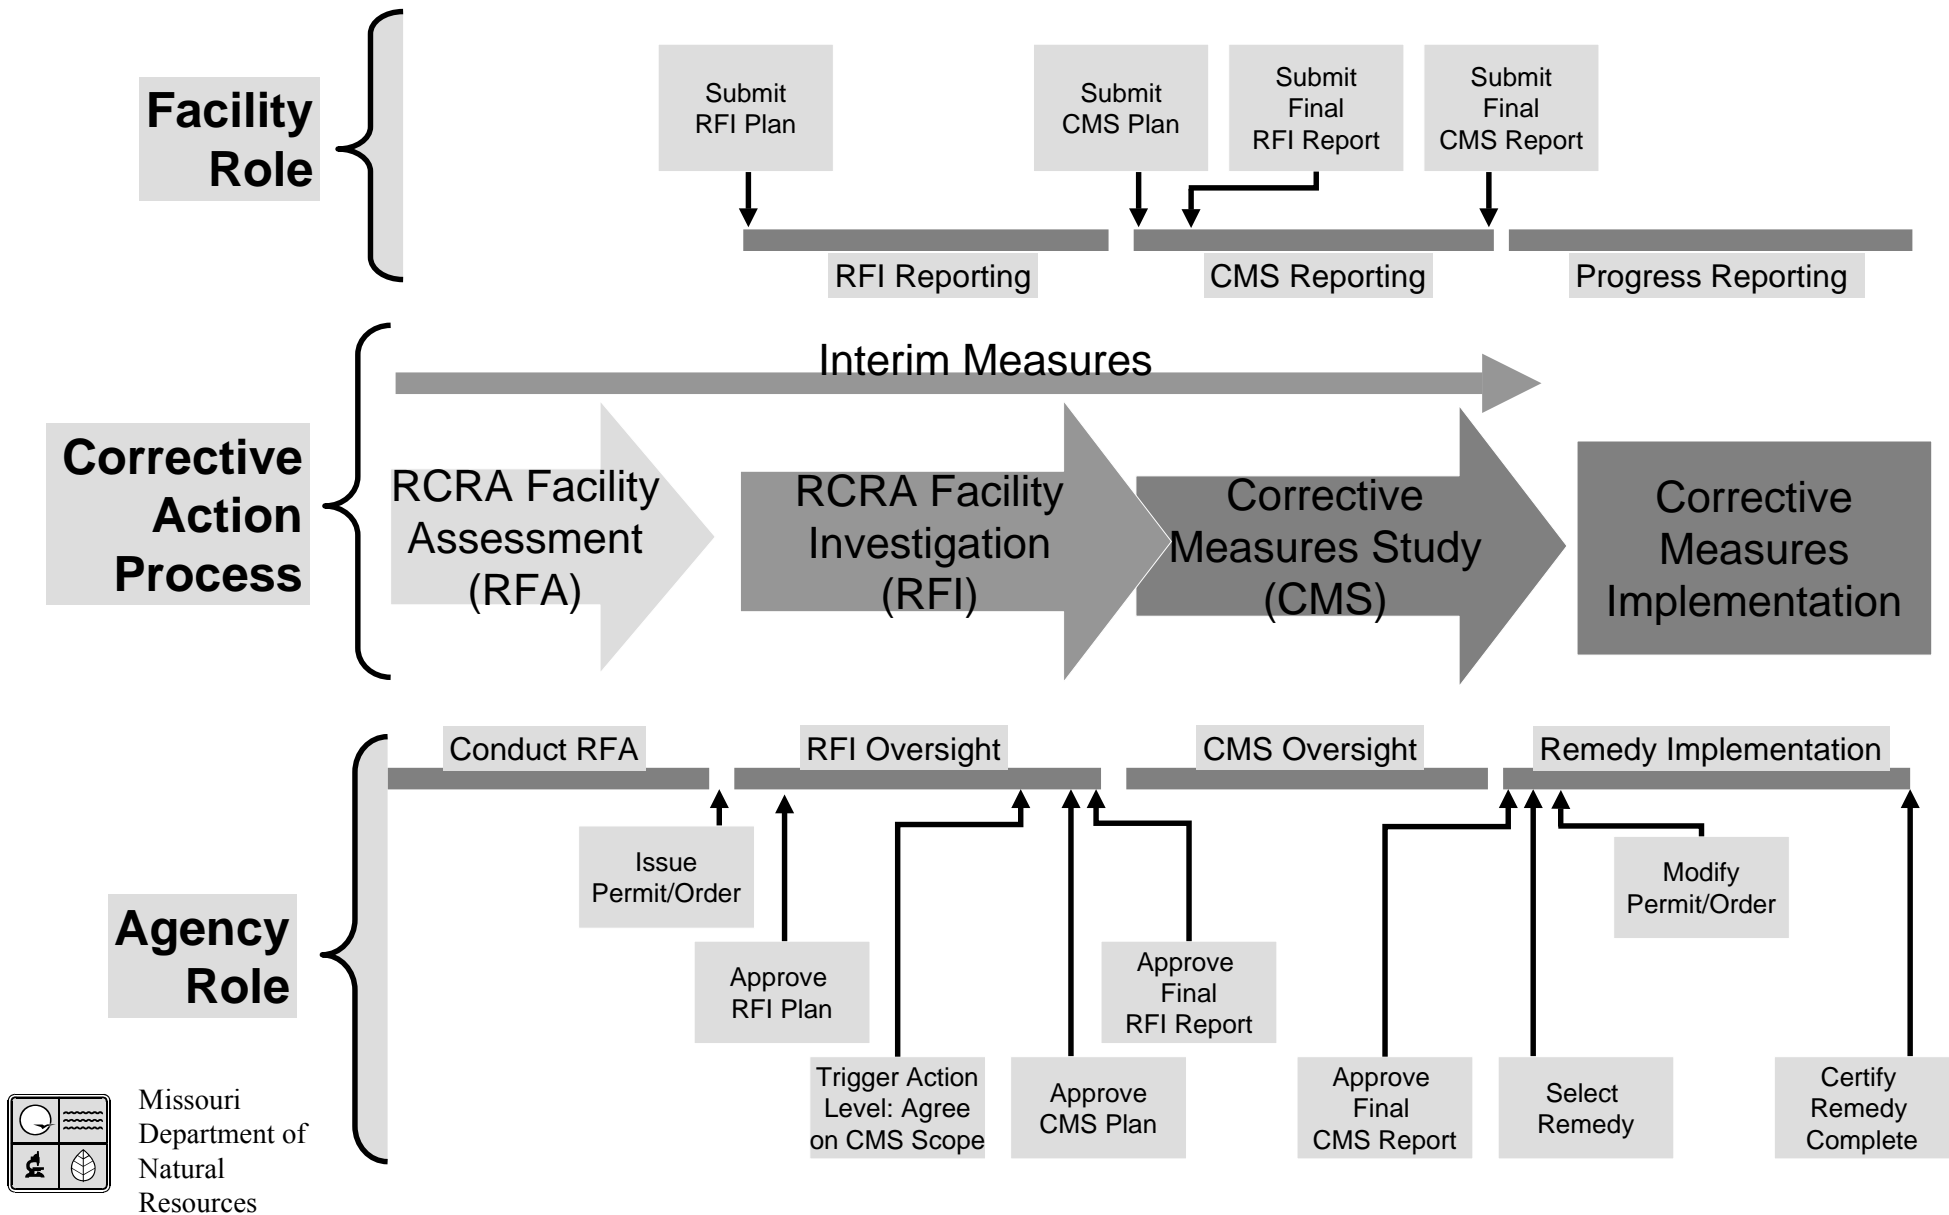 Facility
Role
Submit
RFI Plan
Submit
CMS Plan
Submit
Final
RFI Report
Submit
Final
CMS Report
RFI Reporting
CMS Reporting
Progress Reporting
Corrective
Action
Process
Interim Measures
RCRA Facility
Assessment
(RFA)
RCRA Facility
Investigation
(RFI)
Corrective
Measures Study
(CMS)
Corrective
Measures
Implementation
Agency
Role
Conduct RFA
RFI Oversight
CMS Oversight
Remedy Implementation
Issue
Permit/Order
Approve
RFI Plan
Trigger Action
Level: Agree
on CMS Scope
Approve
CMS Plan
Approve
Final
RFI Report
Approve
Final
CMS Report
Select
Remedy
Modify
Permit/Order
Certify
Remedy
Complete
Missouri
Department of
Natural
Resources